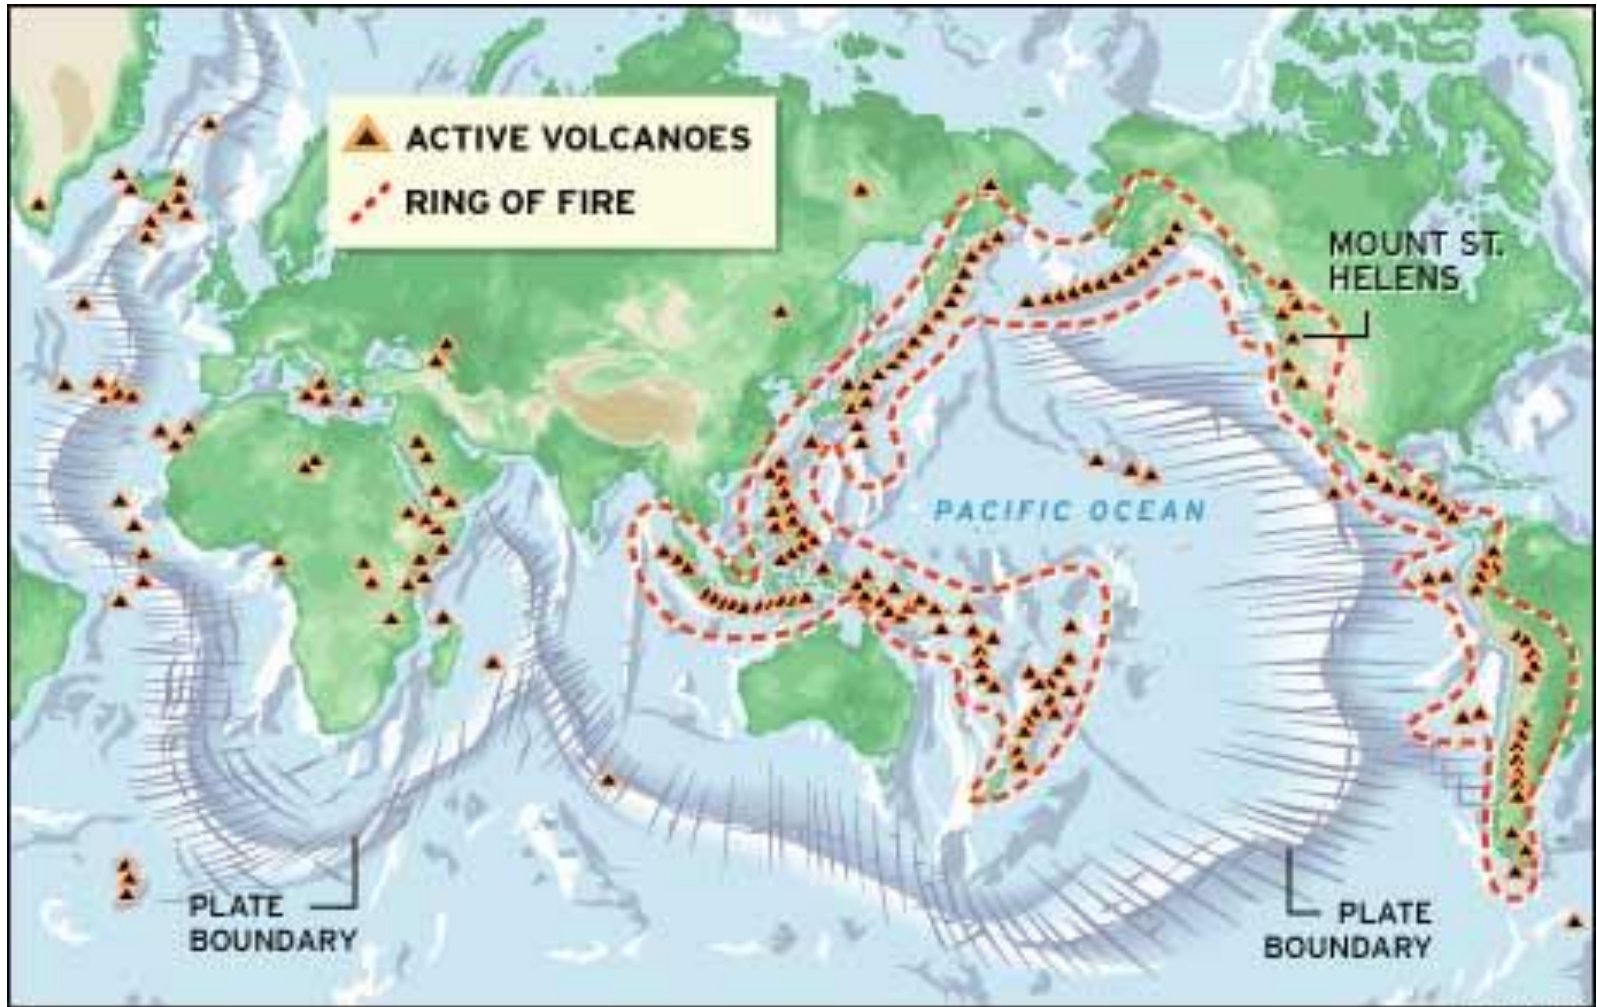 ACTIVE VOLCANOES
RING OF FIRE
MOUNT ST.
HELENS
PACIFIC OCEAN
PLATE
BOUNDARY
PLATE
BOUNDARY